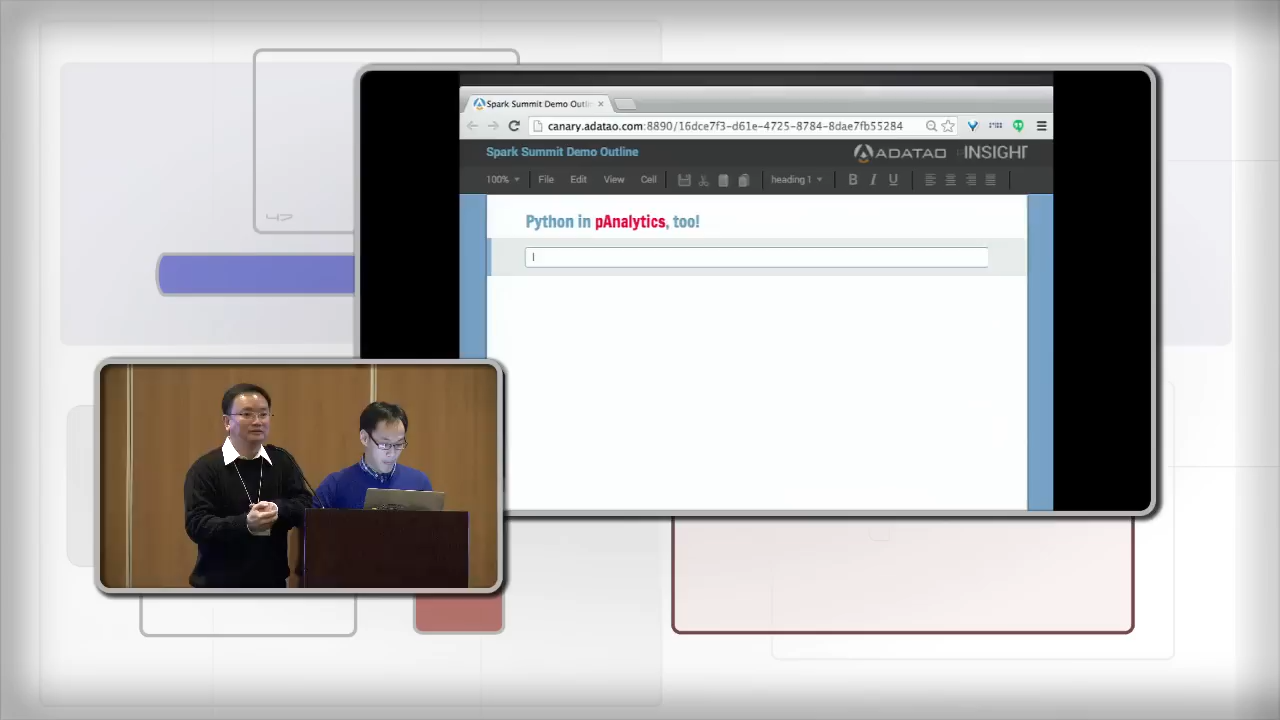 Spark Summit Demo Outli
canary.adatao.com:8890/16dce7f3-d61e-4725-8784-8dae7fb55284
Spark Summit Demo Outline
ADATAO INSIGHT
100% File Edit View Cell heading 1 B I U
Python in pAnalytics, too!
47